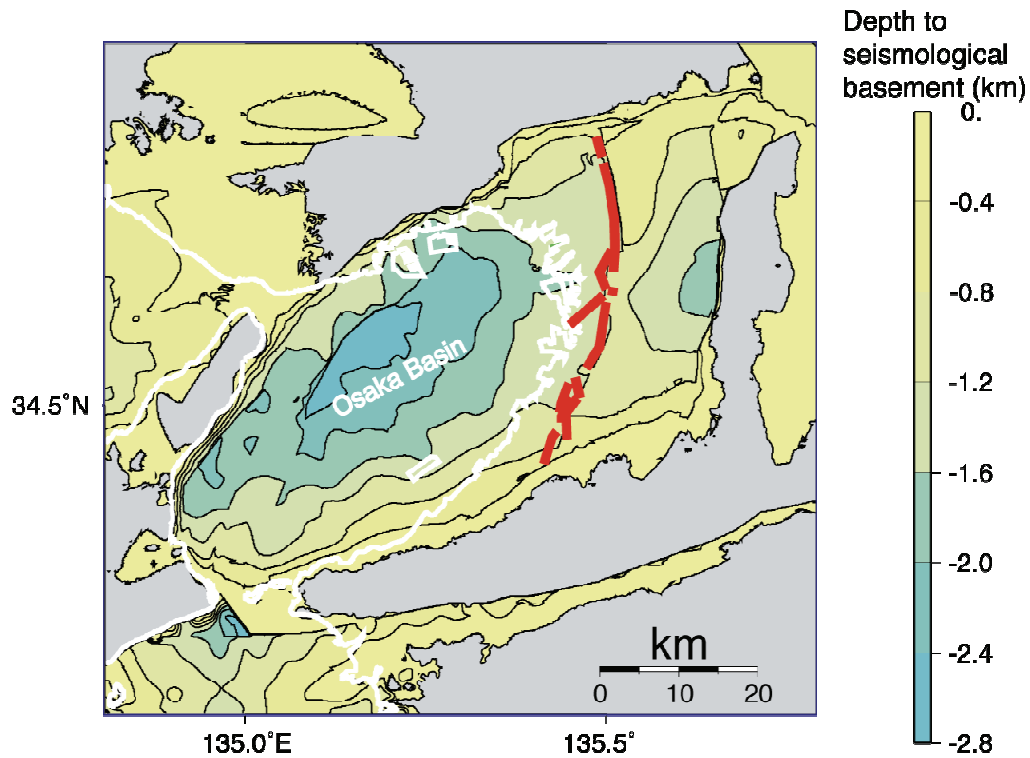 Depth to
seismological
basement (km)
0.
-0.4
-0.8
-1.2
-1.6
-2.0
-2.4
-2.8
Osaka Basin
34.5°N
km
0 10 20
135.0°E 135.5°